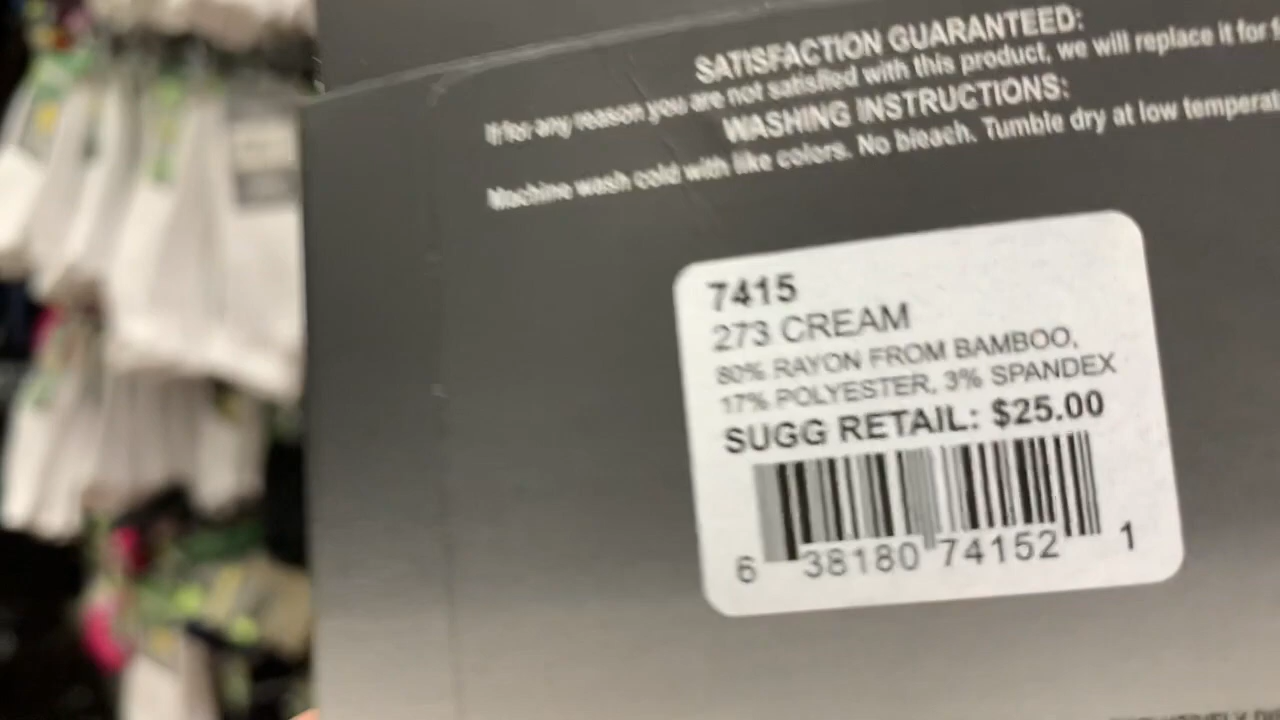 SATISFACTION GUARANTEED:
If for any reason you are not satisfied with this product, we will replace it for
WASHING INSTRUCTIONS:
Machine wash cold with like colors. No bleach. Tumble dry at low temperat
7415
273 CREAM
80% RAYON FROM BAMBOO,
17% POLYESTER, 3% SPANDEX
SUGG RETAIL: $25.00
6 38180 74152 1